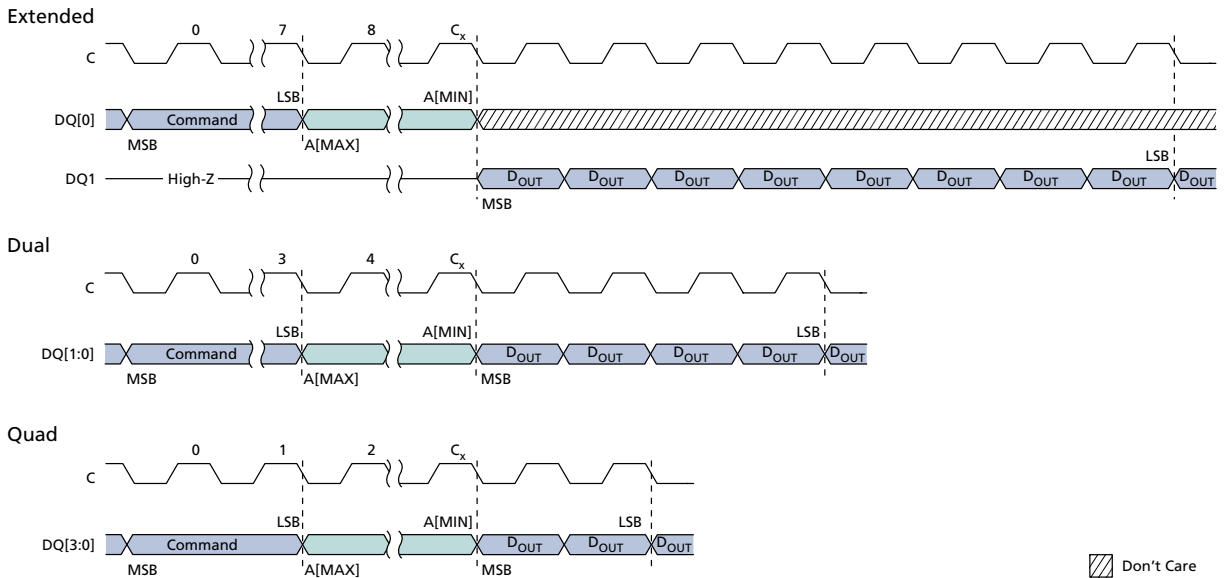 Extended
0 7 8 Cx
C
LSB A[MIN]
DQ[0] Command
MSB A[MAX]
LSB
DQ1 High-Z DOUT DOUT DOUT DOUT DOUT DOUT DOUT DOUT DOUT
MSB
Dual
0 3 4 Cx
C
LSB A[MIN] LSB
DQ[1:0] Command DOUT DOUT DOUT DOUT DOUT
MSB A[MAX] MSB
Quad
0 1 2 Cx
C
LSB A[MIN] LSB
DQ[3:0] Command DOUT DOUT DOUT
MSB A[MAX] MSB
Don't Care